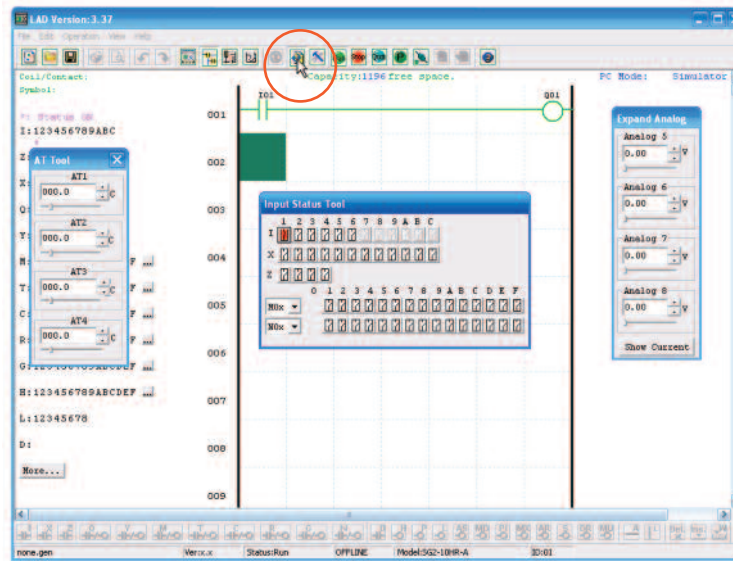 LAD Version:3.37
File Edit Operation View Help
Coil/Contact:
Capacity:1196 free space.
PC Mode: Simulator
Symbol:
I:123456789ABC
I01
Q01
001
002
003
004
005
006
007
008
009
AT Tool
AT1
000.0
C
AT2
000.0
C
AT3
000.0
C
AT4
000.0
C
Z:
X:
Q:
Y:
M:
F ...
T:
F ...
C:
F ...
R:
F ...
G:123456789ABCDEF ...
H:123456789ABCDEF ...
L:12345678
D:
More...
Input Status Tool
1 2 3 4 5 6 7 8 9 A B C
I
X
Z
0 1 2 3 4 5 6 7 8 9 A B C D E F
M0x
N0x
Expand Analog
Analog 5
0.00
V
Analog 6
0.00
V
Analog 7
0.00
V
Analog 8
0.00
V
Show Current
none.gen
Ver:x.x
Status:Run
OFFLINE
Model:SG2-10HR-A
ID:01